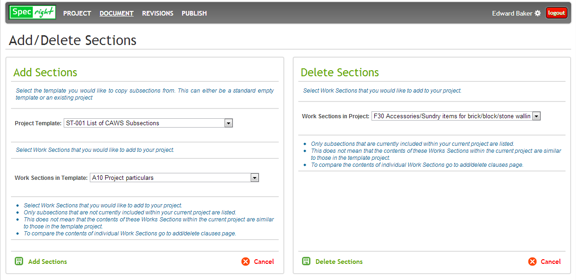 Spec right PROJECT DOCUMENT REVISIONS PUBLISH Edward Baker logout
Add/Delete Sections
Add Sections
Select the template you would like to copy subsections from. This can either be a standard empty
template or an existing project
Project Template: ST-001 List of CAWS Subsections
Select Work Sections that you would like to add to your project.
Work Sections in Template: A10 Project particulars
• Select Work Sections that you would like to add to your project
• Only subsections that are not currently included within your current project are listed.
• This does not mean that the contents of these Works Sections within the current project are similar
to those in the template project.
• To compare the contents of individual Work Sections go to add/delete clauses page.
Add Sections Cancel
Delete Sections
Select Work Sections that you would like to add to your project.
Work Sections in Project: F30 Accessories/Sundry items for brick/block/stone wallin
• Only subsections that are currently included within your current project are listed.
• This does not mean that the contents of these Works Sections within the current project are similar
to those in the template project.
• To compare the contents of individual Work Sections go to add/delete clauses page.
Delete Sections Cancel